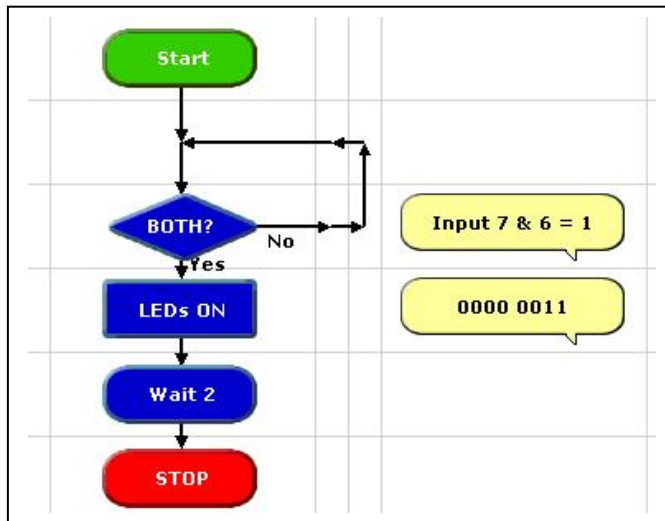 Start
BOTH?
No
Input 7 & 6 = 1
Yes
LEDs ON
0000 0011
Wait 2
STOP